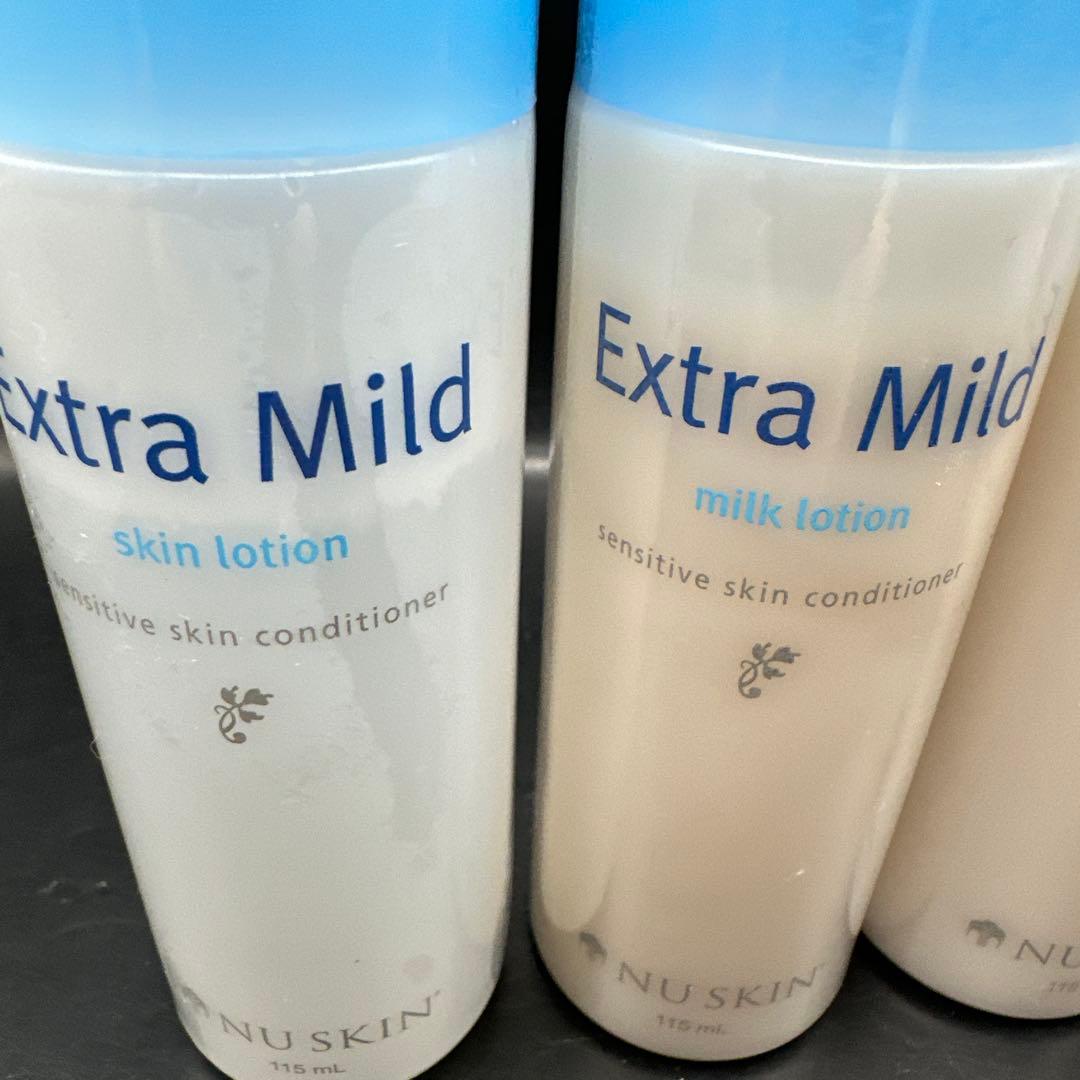 Extra Mild
skin lotion
sensitive skin conditioner
NU SKIN
115 mL
Extra Mild
milk lotion
sensitive skin conditioner
NU SKIN
115 mL
NU